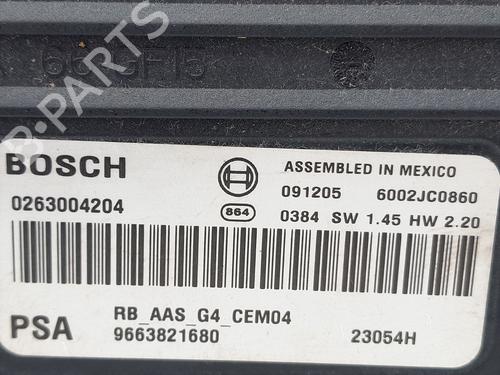 B-PARTS
BOSCH
ASSEMBLED IN MEXICO
091205 6002JC0860
0263004204
864
0384 SW 1.45 HW 2.20
RB_AAS_G4_CEM04
PSA 9663821680 23054H